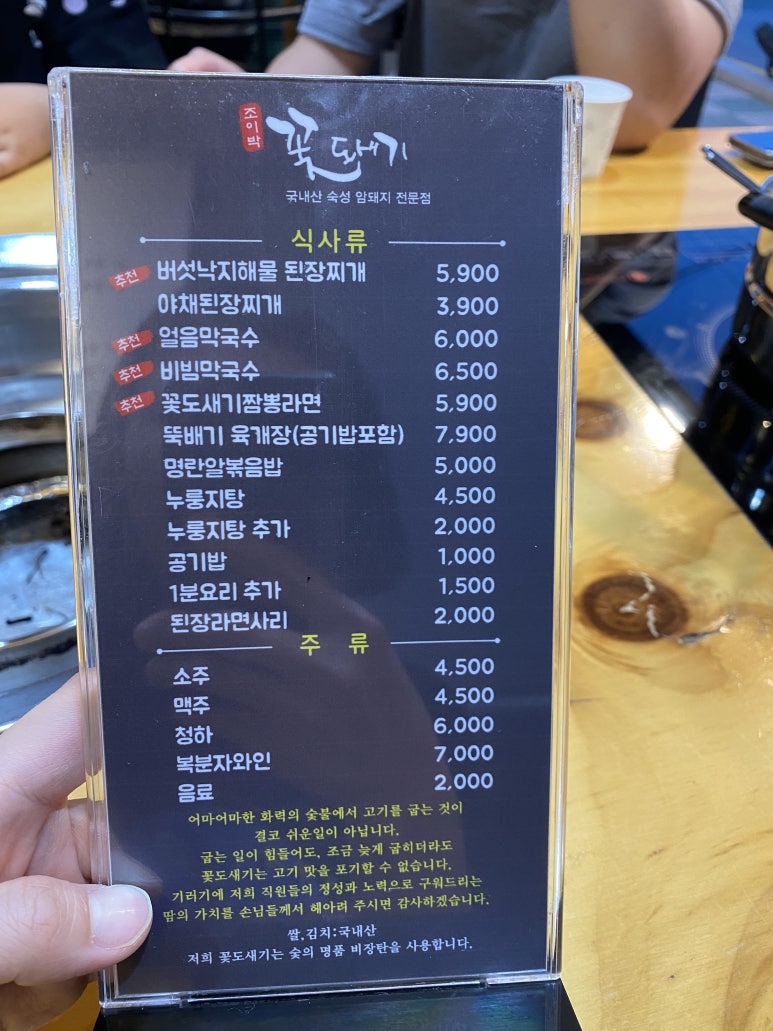 조이박
꽃도새기
국내산 숙성 암돼지 전문점
식사류
추천 버섯낙지해물 된장찌개 5,900
야채된장찌개 3,900
추천 얼음막국수 6,000
추천 비빔막국수 6,500
추천 꽃도새기짬뽕라면 5,900
뚝배기 육개장(공기밥포함) 7,900
명란알볶음밥 5,000
누룽지탕 4,500
누룽지탕 추가 2,000
공기밥 1,000
1분요리 추가 1,500
된장라면사리 2,000
주 류
소주 4,500
맥주 4,500
청하 6,000
복분자와인 7,000
음료 2,000
어마어마한 화력의 숯불에서 고기를 굽는 것이
결코 쉬운일이 아닙니다.
굽는 일이 힘들어도, 조금 늦게 굽히더라도
꽃도새기는 고기 맛을 포기할 수 없습니다.
기러기에 저희 직원들의 정성과 노력으로 구워드리는
땀의 가치를 손님들께서 헤아려 주시면 감사하겠습니다.
쌀,김치:국내산
저희 꽃도새기는 숯의 명품 비장탄을 사용합니다.